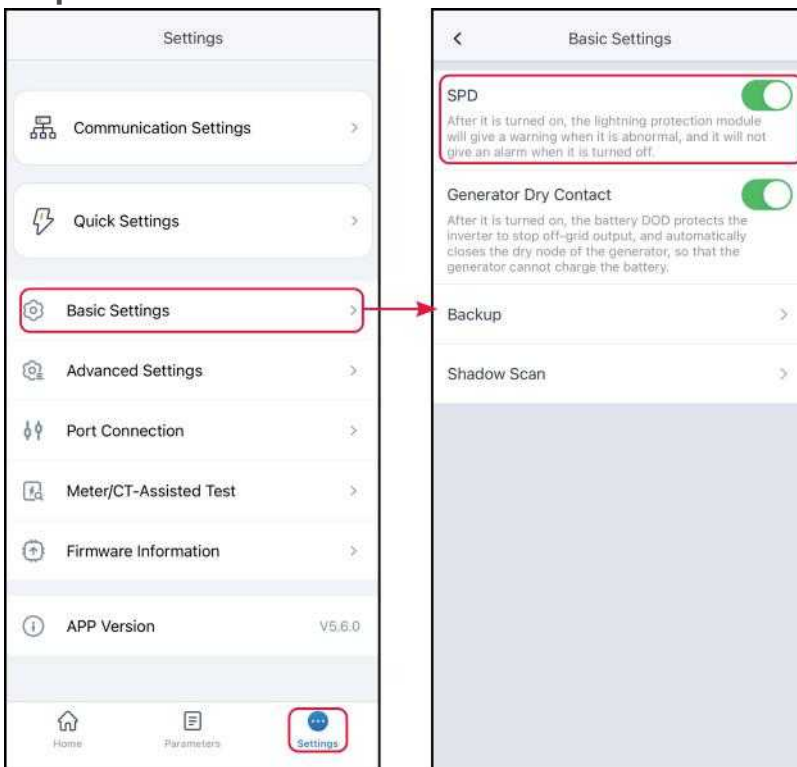 Settings
Communication Settings
Quick Settings
Basic Settings
Advanced Settings
Port Connection
Meter/CT-Assisted Test
Firmware Information
APP Version V5.6.0
Home Parameters Settings
Basic Settings
SPD
After it is turned on, the lightning protection module
will give a warning when it is abnormal, and it will not
give an alarm when it is turned off.
Generator Dry Contact
After it is turned on, the battery DOD protects the
inverter to stop off-grid output, and automatically
closes the dry node of the generator, so that the
generator cannot charge the battery.
Backup
Shadow Scan